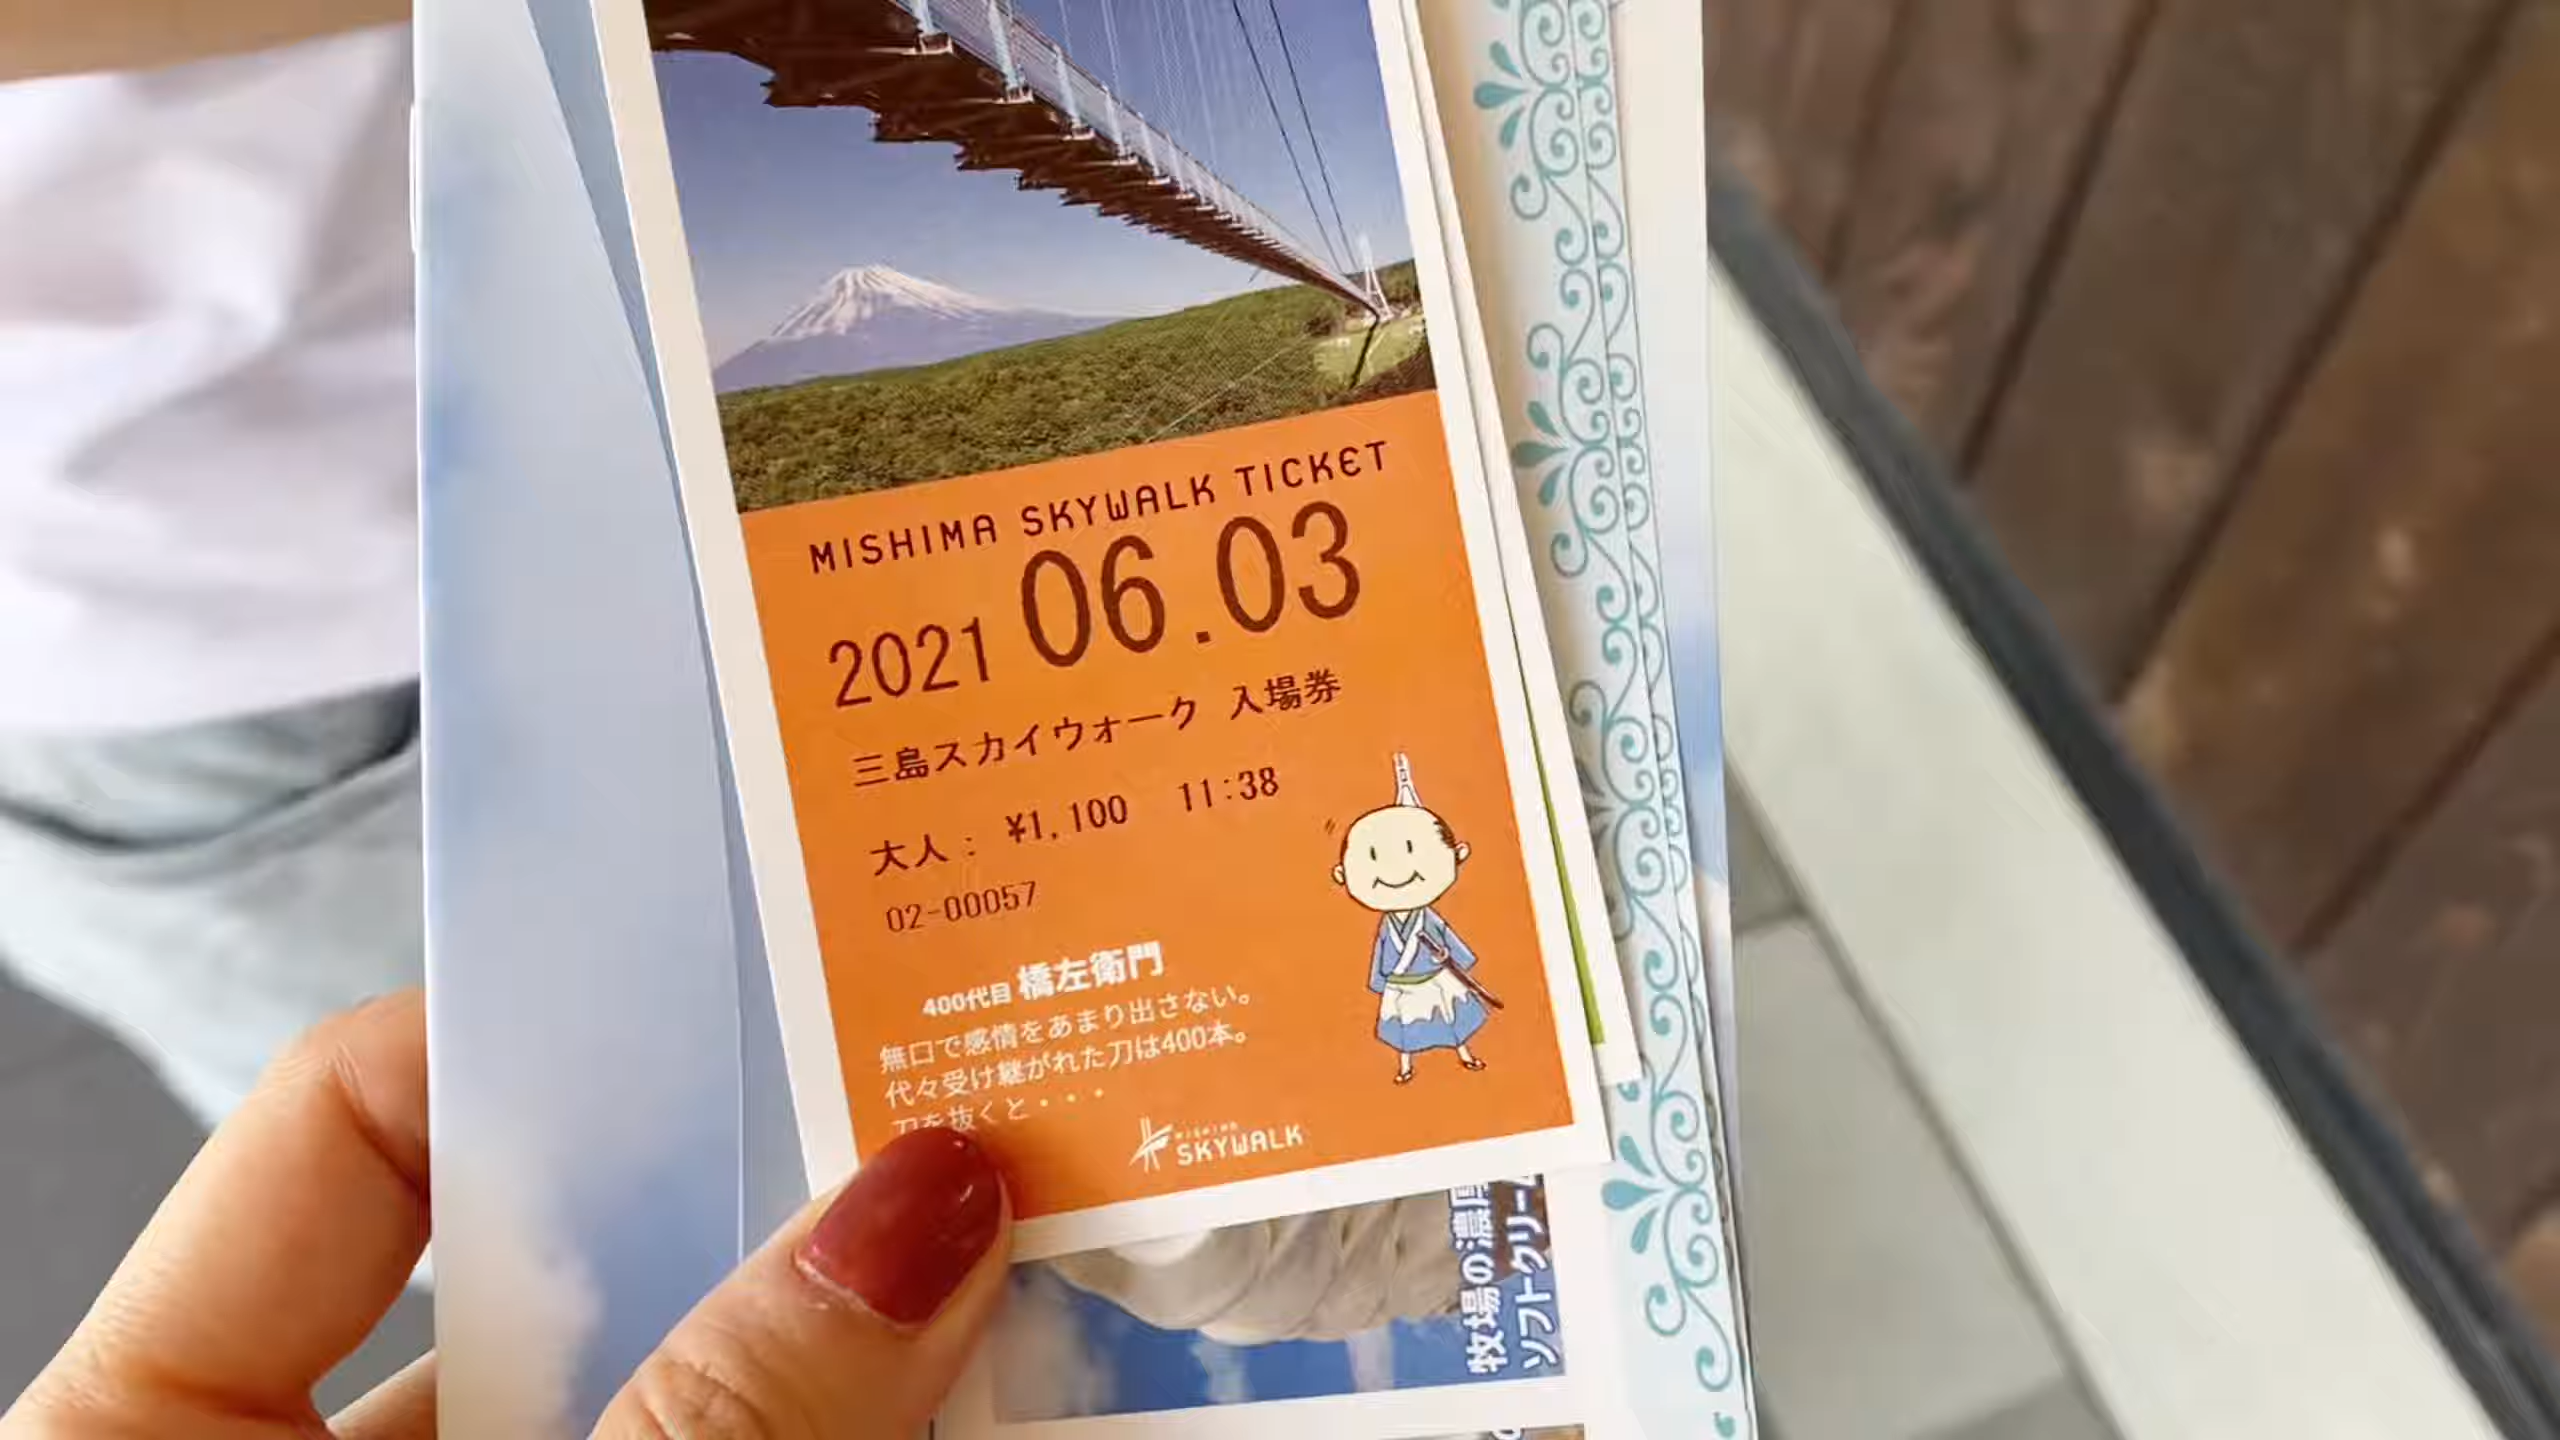 MISHIMA SKYWALK TICKET
2021 06.03
三島スカイウォーク 入場券
大人: ¥1,100 11:38
02-00057
400代目 橋左衛門
無口で感情をあまり出さない。
代々受け継がれた刀は400本。
刀を抜くと・・・
MISHIMA
SKYWALK
牧場の濃厚
ソフトクリーム